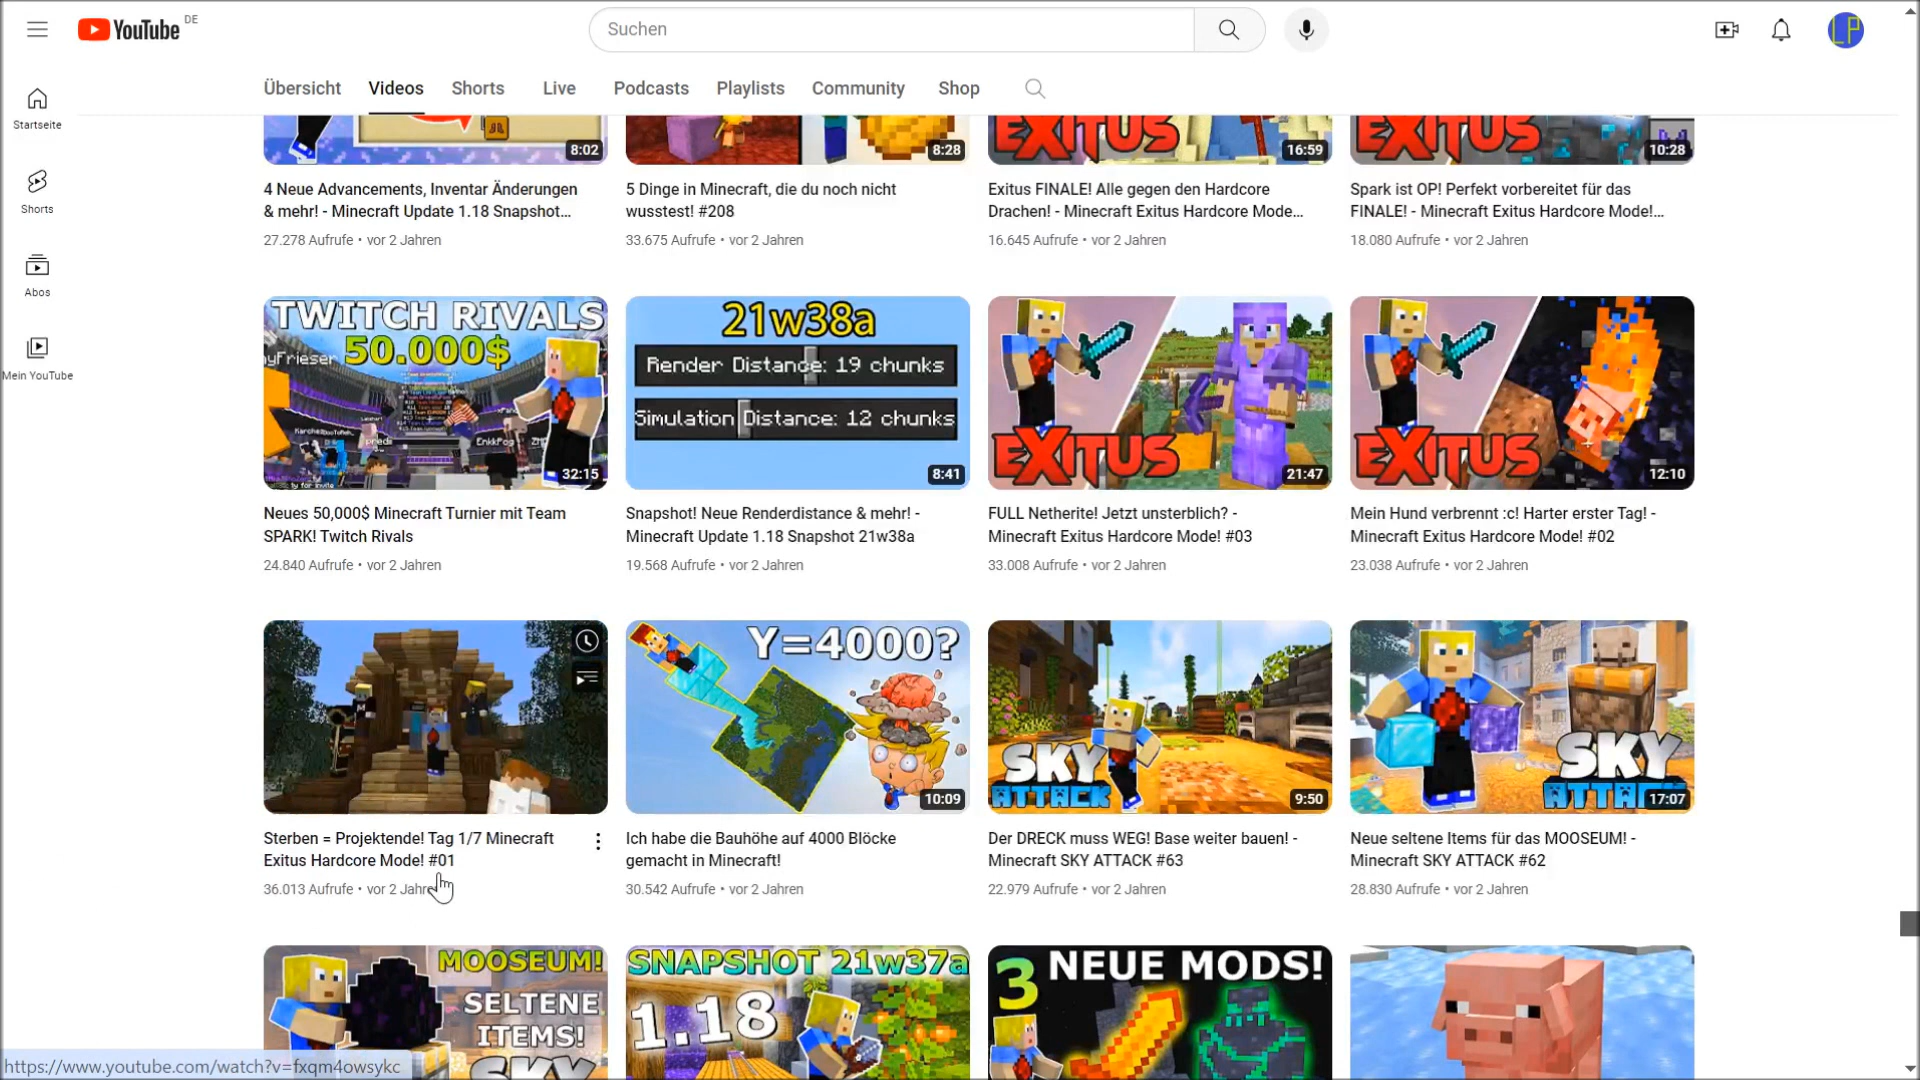 YouTube DE
Suchen
LP
Übersicht Videos Shorts Live Podcasts Playlists Community Shop
Startseite
Shorts
Abos
Mein YouTube
8:02
8:28
EXITUS
16:59
EXITUS
10:28
4 Neue Advancements, Inventar Änderungen
& mehr! - Minecraft Update 1.18 Snapshot...
27.278 Aufrufe • vor 2 Jahren
5 Dinge in Minecraft, die du noch nicht
wusstest! #208
33.675 Aufrufe • vor 2 Jahren
Exitus FINALE! Alle gegen den Hardcore
Drachen! - Minecraft Exitus Hardcore Mode...
16.645 Aufrufe • vor 2 Jahren
Spark ist OP! Perfekt vorbereitet für das
FINALE! - Minecraft Exitus Hardcore Mode!...
18.080 Aufrufe • vor 2 Jahren
TWITCH RIVALS
50.000$
yFrieser
EnkkPog
32:15
21w38a
Render Distance: 19 chunks
Simulation Distance: 12 chunks
8:41
EXITUS
21:47
EXITUS
12:10
Neues 50,000$ Minecraft Turnier mit Team
SPARK! Twitch Rivals
24.840 Aufrufe • vor 2 Jahren
Snapshot! Neue Renderdistance & mehr! -
Minecraft Update 1.18 Snapshot 21w38a
19.568 Aufrufe • vor 2 Jahren
FULL Netherite! Jetzt unsterblich? -
Minecraft Exitus Hardcore Mode! #03
33.008 Aufrufe • vor 2 Jahren
Mein Hund verbrennt :c! Harter erster Tag! -
Minecraft Exitus Hardcore Mode! #02
23.038 Aufrufe • vor 2 Jahren
Y=4000?
10:09
SKY
ATTACK
9:50
SKY
ATTACK
17:07
Sterben = Projektende! Tag 1/7 Minecraft
Exitus Hardcore Mode! #01
36.013 Aufrufe • vor 2 Jahren
Ich habe die Bauhöhe auf 4000 Blöcke
gemacht in Minecraft!
30.542 Aufrufe • vor 2 Jahren
Der DRECK muss WEG! Base weiter bauen! -
Minecraft SKY ATTACK #63
22.979 Aufrufe • vor 2 Jahren
Neue seltene Items für das MOOSEUM! -
Minecraft SKY ATTACK #62
28.830 Aufrufe • vor 2 Jahren
MOOSEUM!
SELTENE
ITEMS!
SKY
SNAPSHOT 21w37a
1.18
3 NEUE MODS!
https://www.youtube.com/watch?v=fxqm4owsykc